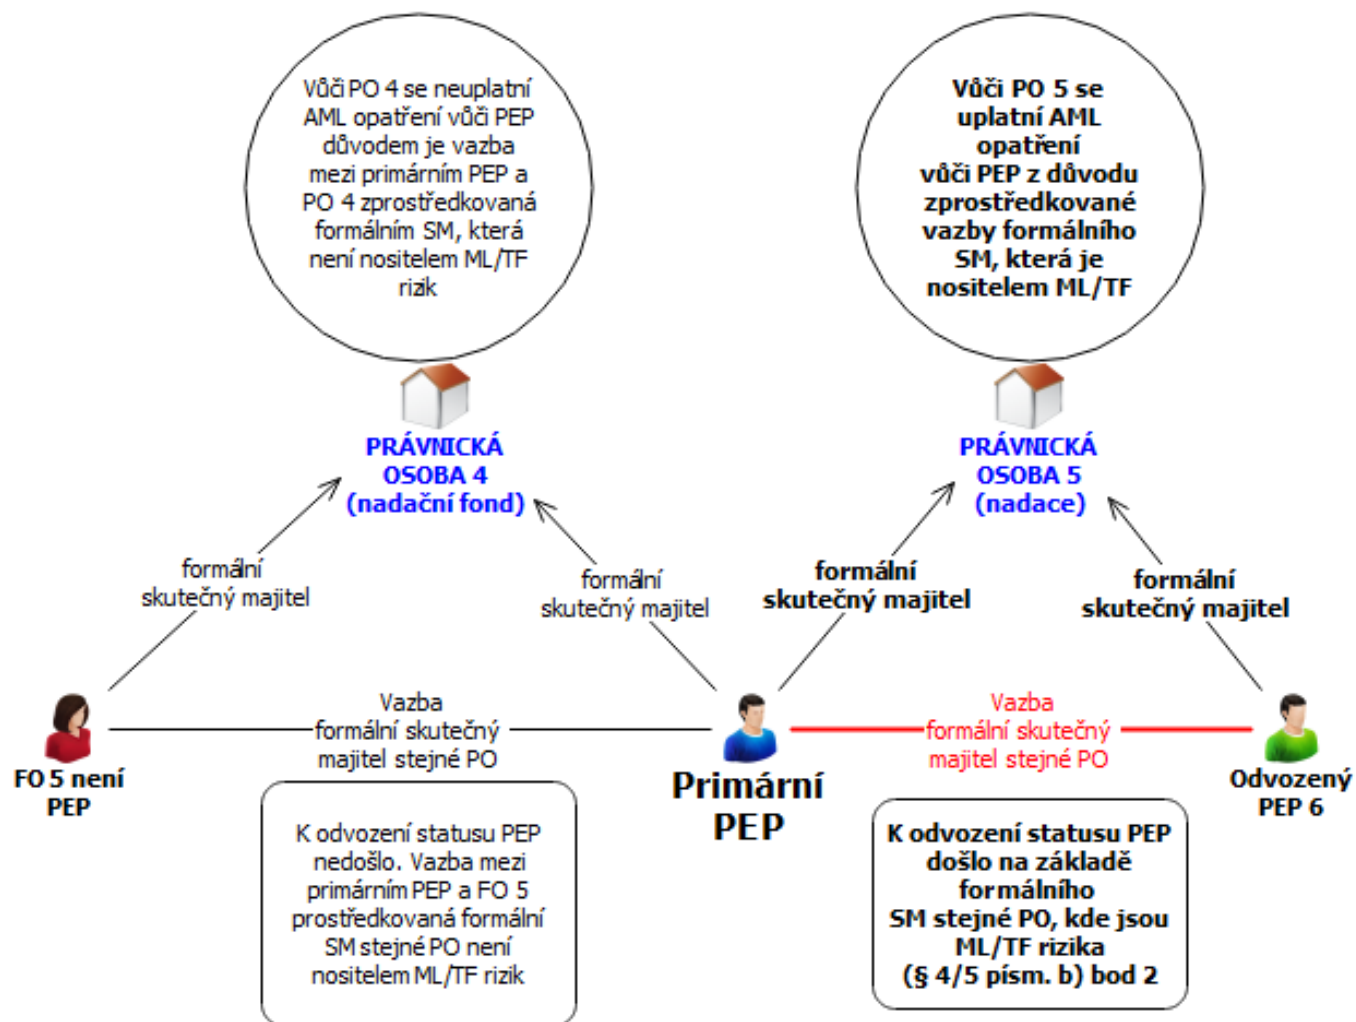 Vůči PO 4 se neuplatní
AML opatření vůči PEP
důvodem je vazba
mezi primárním PEP a
PO 4 zprostředkovaná
formálním SM, která
není nositelem ML/TF
rizik
Vůči PO 5 se
uplatní AML
opatření
vůči PEP z důvodu
zprostředkované
vazby formálního
SM, která je
nositelem ML/TF
PRÁVNICKÁ
OSOBA 4
(nadační fond)
PRÁVNICKÁ
OSOBA 5
(nadace)
formální
skutečný majitel
formální
skutečný majitel
formální
skutečný majitel
formální
skutečný majitel
Vazba
formální skutečný
majitel stejné PO
Vazba
formální skutečný
majitel stejné PO
FO 5 není
PEP
Primární
PEP
Odvozený
PEP 6
K odvození statusu PEP
nedošlo. Vazba mezi
primárním PEP a FO 5
prostředkovaná formální
SM stejné PO není
nositelem ML/TF rizik
K odvození statusu PEP
došlo na základě
formálního
SM stejné PO, kde jsou
ML/TF rizika
(§ 4/5 písm. b) bod 2